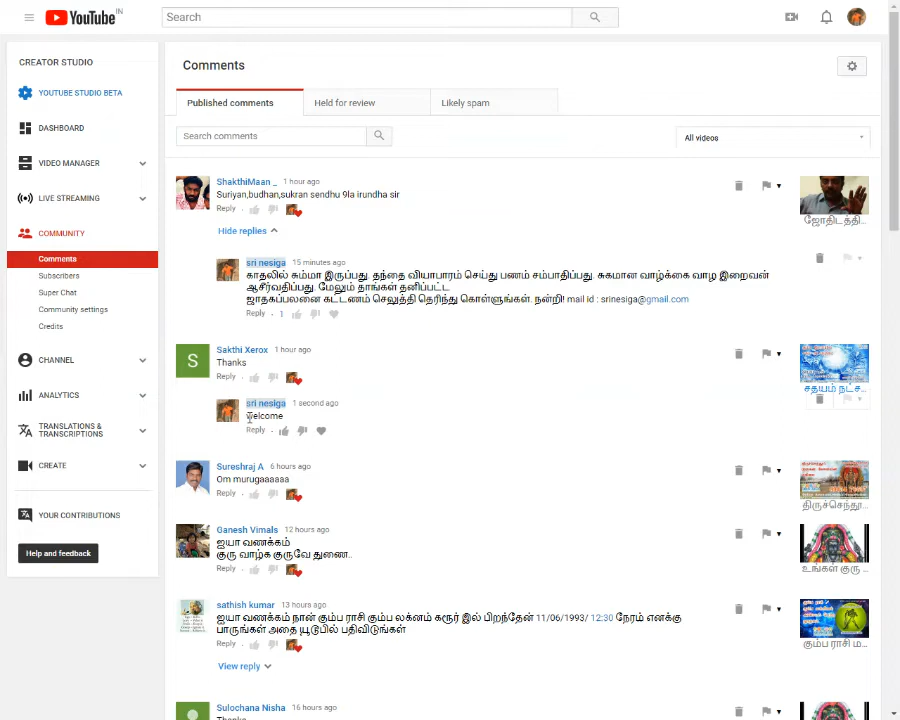 YouTube IN
Search
CREATOR STUDIO
YOUTUBE STUDIO BETA
DASHBOARD
VIDEO MANAGER
LIVE STREAMING
COMMUNITY
Comments
Subscribers
Super Chat
Community settings
Credits
CHANNEL
ANALYTICS
TRANSLATIONS &
TRANSCRIPTIONS
CREATE
YOUR CONTRIBUTIONS
Help and feedback
Comments
Published comments
Held for review
Likely spam
Search comments
All videos
ShakthiMaan _ 1 hour ago
Suriyan,budhan,sukran sendhu 9la irundha sir
Reply
ஜோதிடத்தி...
Hide replies
sri nesiga 15 minutes ago
காதலில் சும்மா இருப்பது. தந்தை வியாபாரம் செய்து பணம் சம்பாதிப்பது. சுகமான வாழ்க்கை வாழ இறைவன்
ஆசீர்வதிப்பது. மேலும் தாங்கள் தனிப்பட்ட
ஜாதகப்பலனை கட்டணம் செலுத்தி தெரிந்து கொள்ளுங்கள். நன்றி! mail id : srinesiga@gmail.com
Reply · 1
Sakthi Xerox 1 hour ago
Thanks
Reply
சதயம் நட்ச...
sri nesiga 1 second ago
welcome
Reply
Sureshraj A 6 hours ago
Om murugaaaaaa
Reply
திருச்செந்தூ...
Ganesh Vimals 12 hours ago
ஐயா வணக்கம்
குரு வாழ்க குருவே துணை..
Reply
உங்கள் குரு ...
sathish kumar 13 hours ago
ஐயா வணக்கம் நான் கும்ப ராசி கும்ப லக்னம் கரூர் இல் பிறந்தேன் 11/06/1993/ 12:30 நேரம் எனக்கு
பாருங்கள் அதை யூடூபில் பதிவிடுங்கள்
Reply
கும்ப ராசி ம...
View reply
Sulochana Nisha 16 hours ago
Thanks